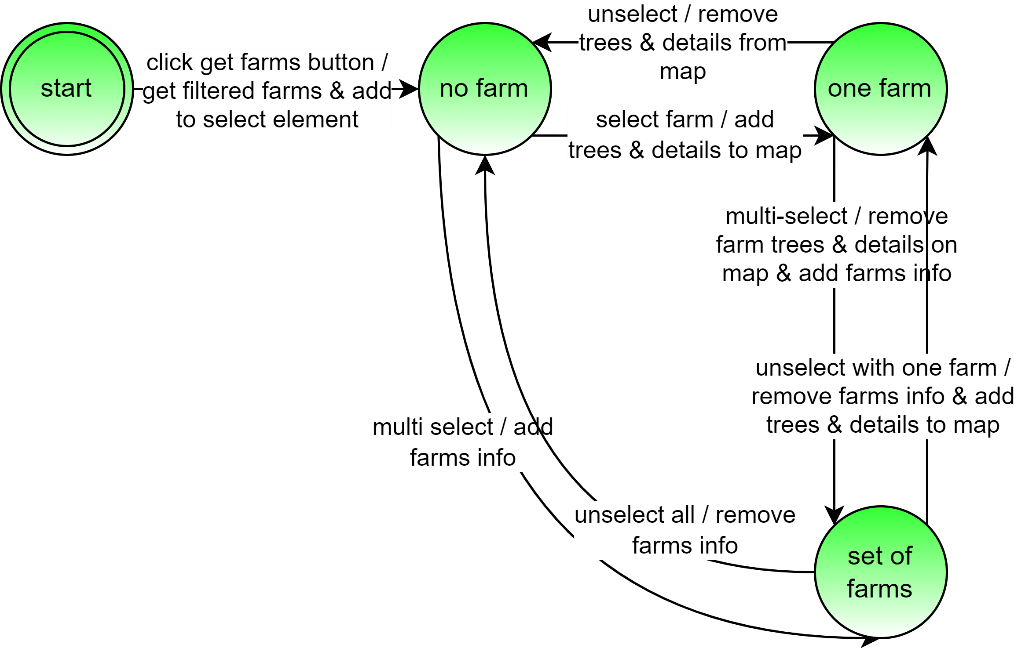 start
click get farms button /
get filtered farms & add
to select element
no farm
unselect / remove
trees & details from
map
select farm / add
trees & details to map
one farm
multi-select / remove
farm trees & details on
map & add farms info
unselect with one farm /
remove farms info & add
trees & details to map
multi select / add
farms info
unselect all / remove
farms info
set of
farms